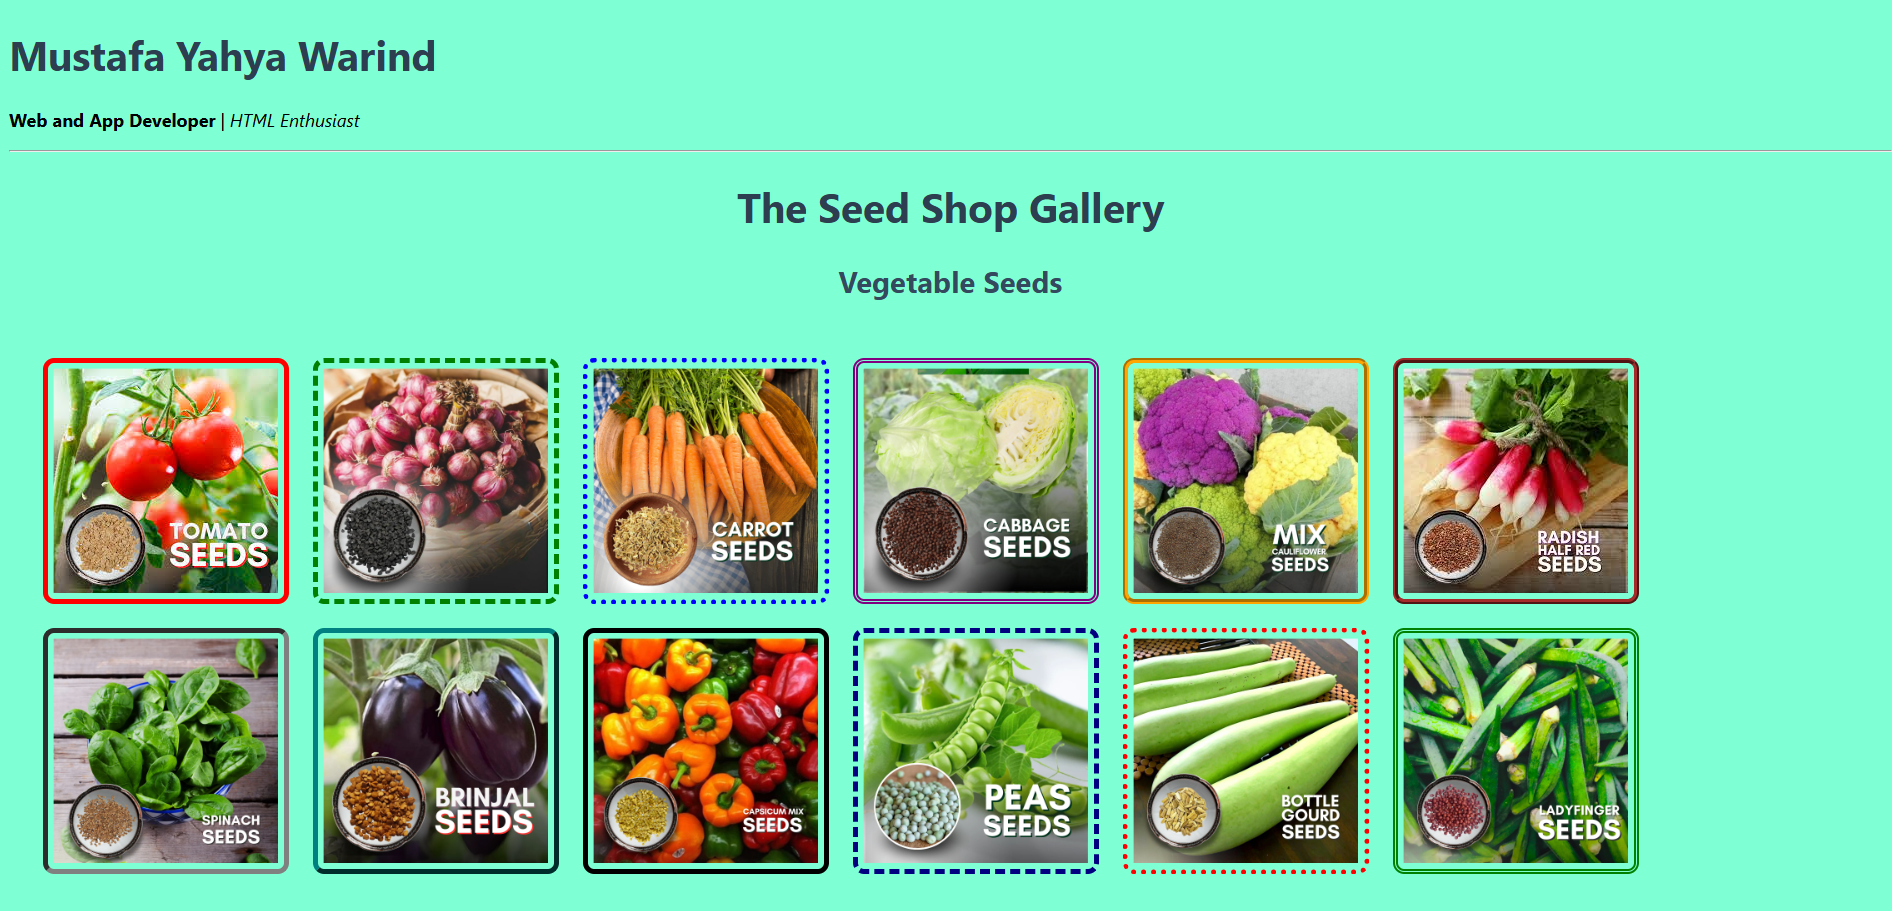 Mustafa Yahya Warind
Web and App Developer | HTML Enthusiast
The Seed Shop Gallery
Vegetable Seeds
TOMATO
SEEDS
CARROT
SEEDS
CABBAGE
SEEDS
MIX
CAULIFLOWER
SEEDS
RADISH
HALF RED
SEEDS
SPINACH
SEEDS
BRINJAL
SEEDS
CAPSICUM MIX
SEEDS
PEAS
SEEDS
BOTTLE
GOURD
SEEDS
LADYFINGER
SEEDS